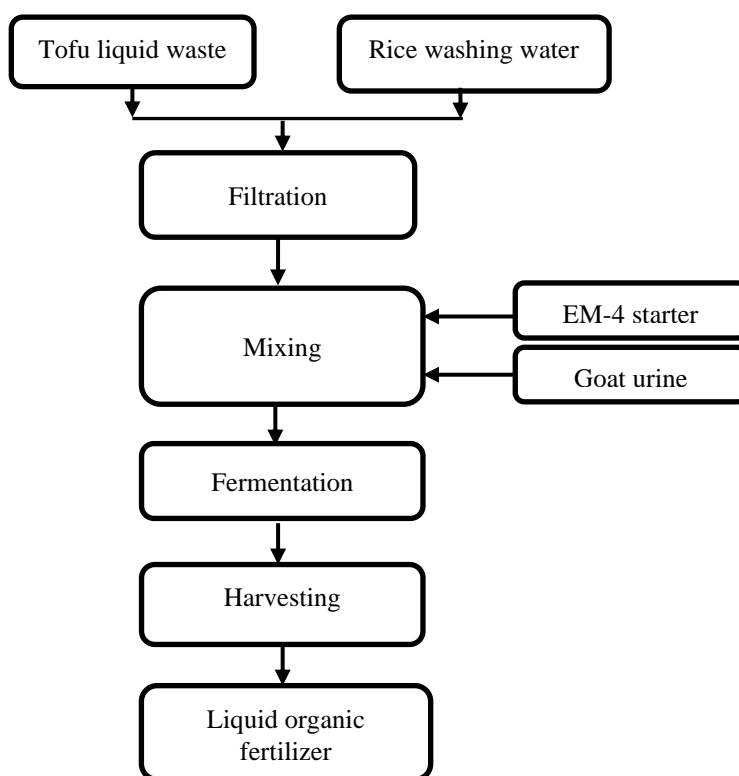 Tofu liquid waste
Rice washing water
Filtration
Mixing
EM-4 starter
Goat urine
Fermentation
Harvesting
Liquid organic
fertilizer